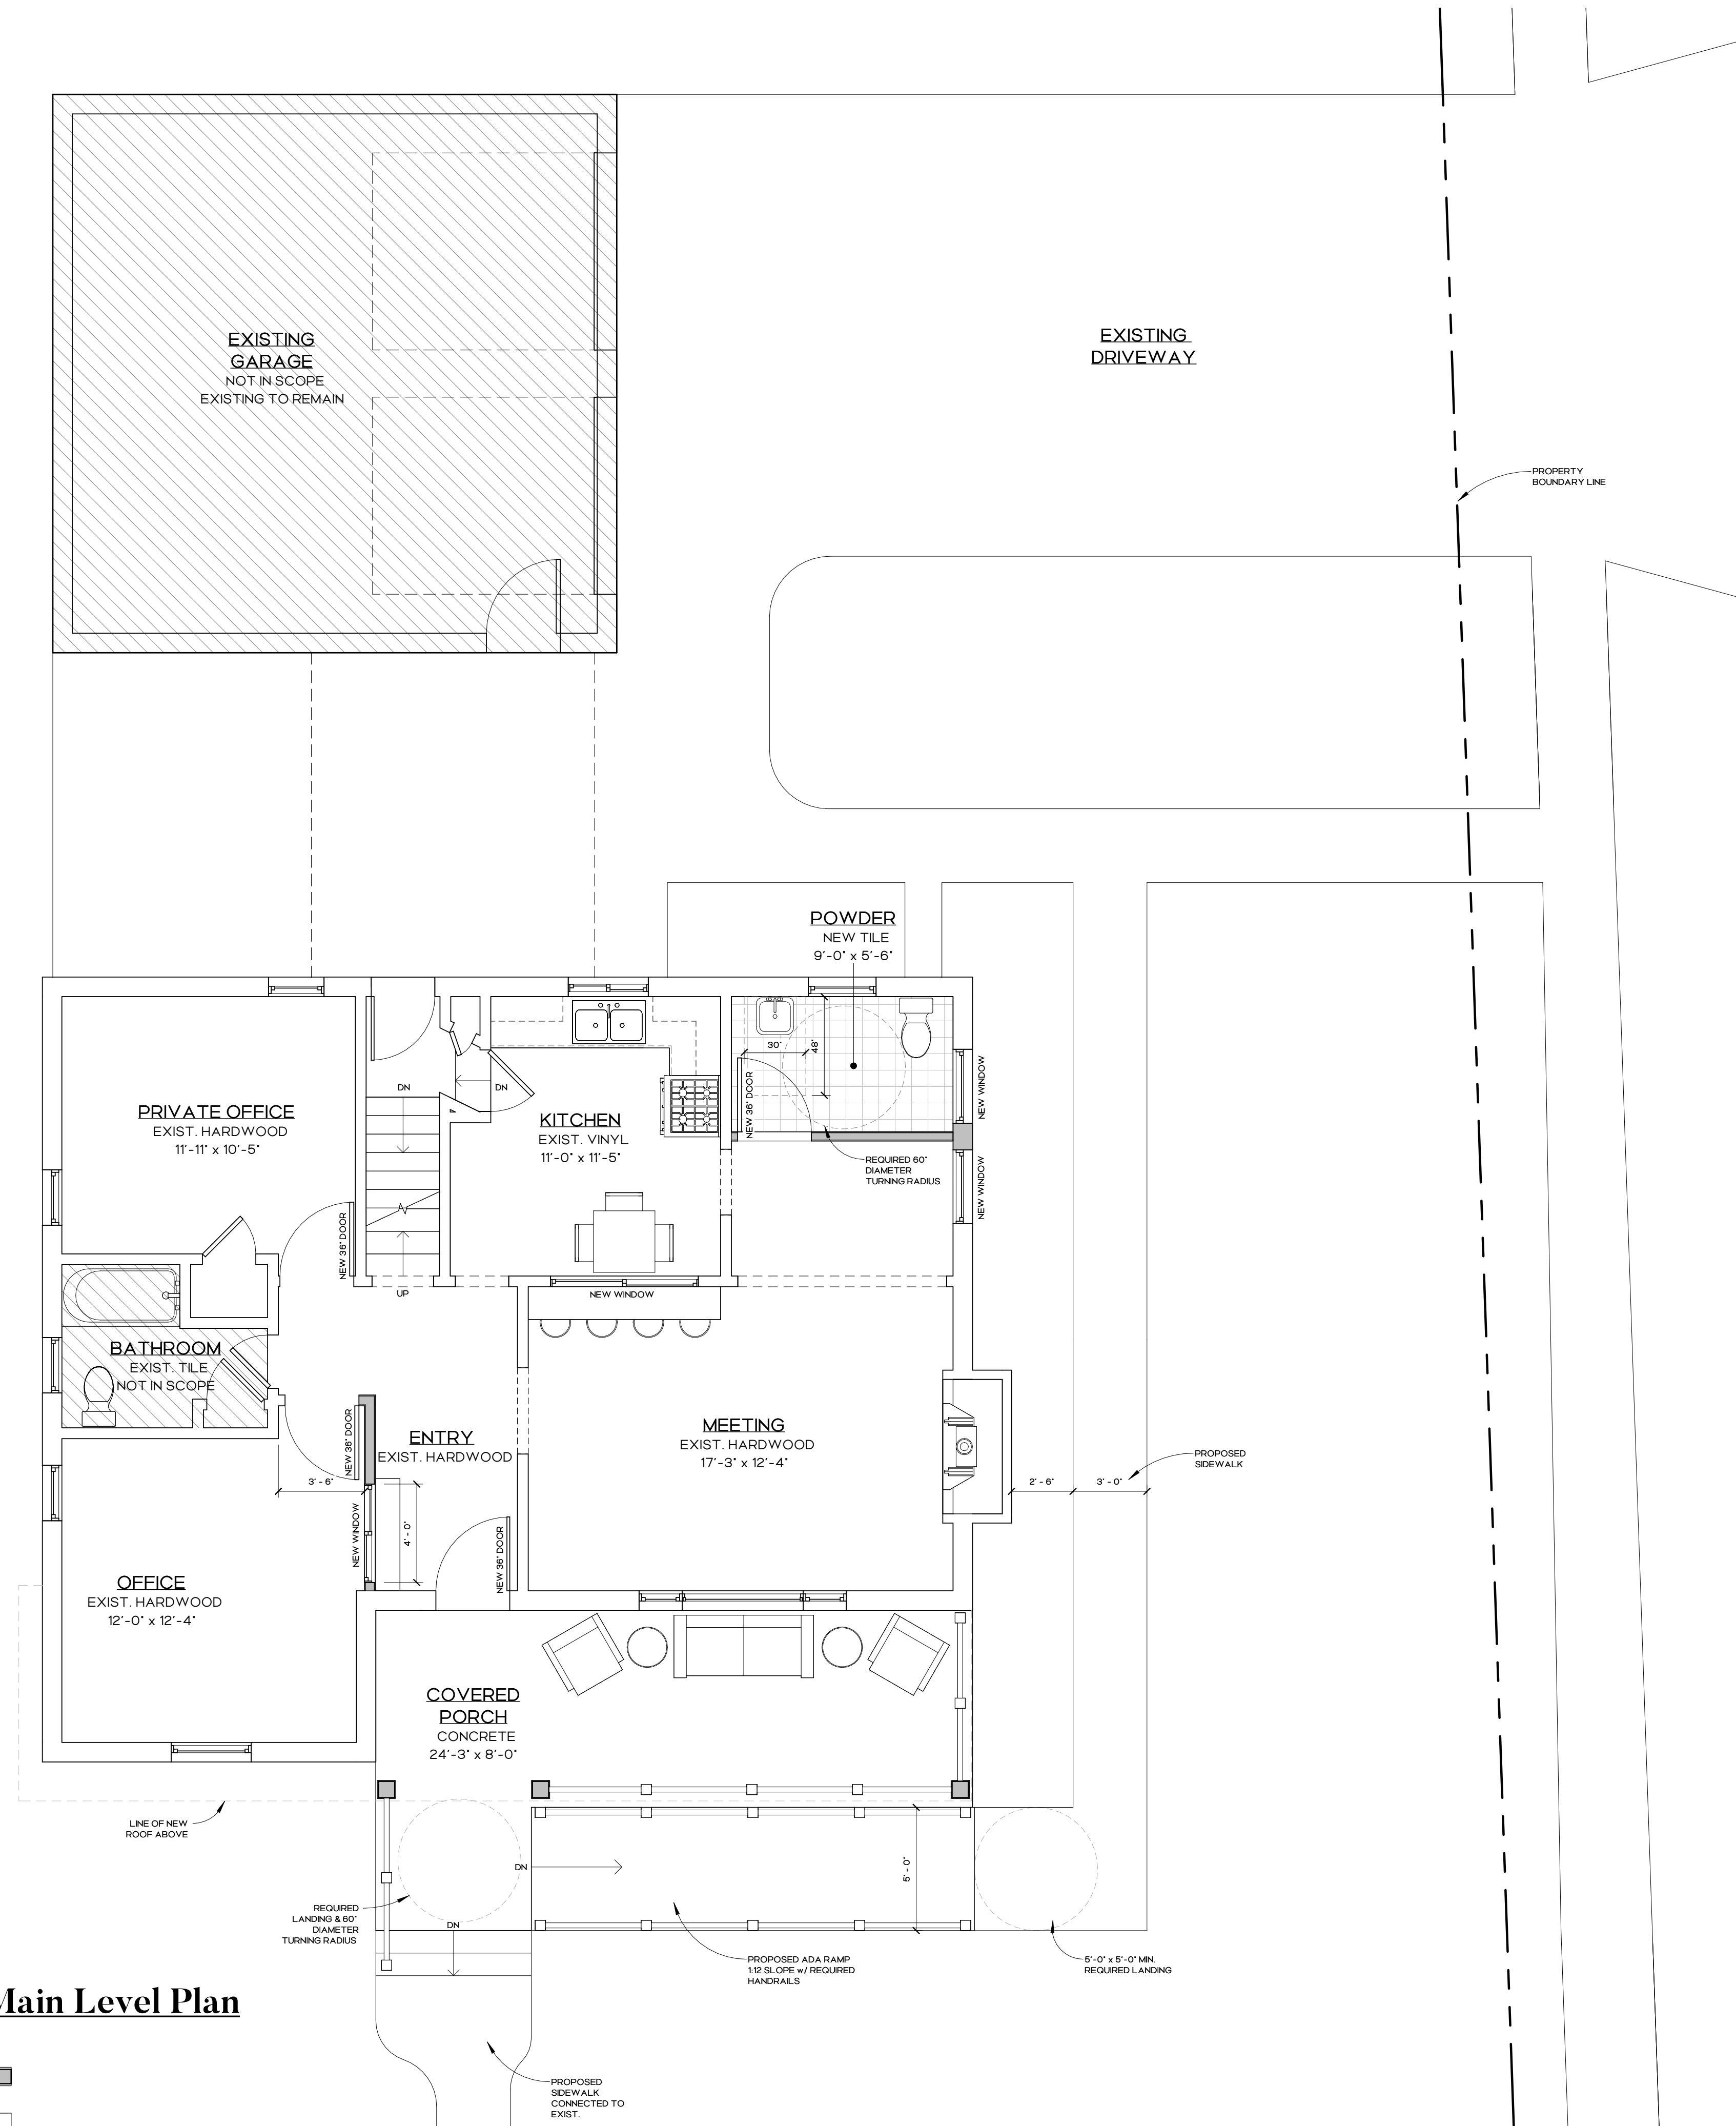 EXISTING
GARAGE
NOT IN SCOPE
EXISTING TO REMAIN
EXISTING
DRIVEWAY
PROPERTY
BOUNDARY LINE
POWDER
NEW TILE
9'-0" x 5'-6"
30"
48"
NEW 36" DOOR
NEW WINDOW
NEW WINDOW
REQUIRED 60"
DIAMETER
TURNING RADIUS
DN
DN
PRIVATE OFFICE
EXIST. HARDWOOD
11'-11" x 10'-5"
KITCHEN
EXIST. VINYL
11'-0" x 11'-5"
NEW 36" DOOR
UP
NEW WINDOW
BATHROOM
EXIST. TILE
NOT IN SCOPE
NEW 36" DOOR
ENTRY
EXIST. HARDWOOD
MEETING
EXIST. HARDWOOD
17'-3" x 12'-4"
PROPOSED
SIDEWALK
3' - 6"
2' - 6"
3' - 0"
NEW WINDOW
4' - 0"
NEW 36" DOOR
OFFICE
EXIST. HARDWOOD
12'-0" x 12'-4"
COVERED
PORCH
CONCRETE
24'-3" x 8'-0"
LINE OF NEW
ROOF ABOVE
DN
5' - 0"
REQUIRED
LANDING & 60"
DIAMETER
TURNING RADIUS
DN
PROPOSED ADA RAMP
1:12 SLOPE w/ REQUIRED
HANDRAILS
5'-0" x 5'-0" MIN.
REQUIRED LANDING
Main Level Plan
PROPOSED
SIDEWALK
CONNECTED TO
EXIST.